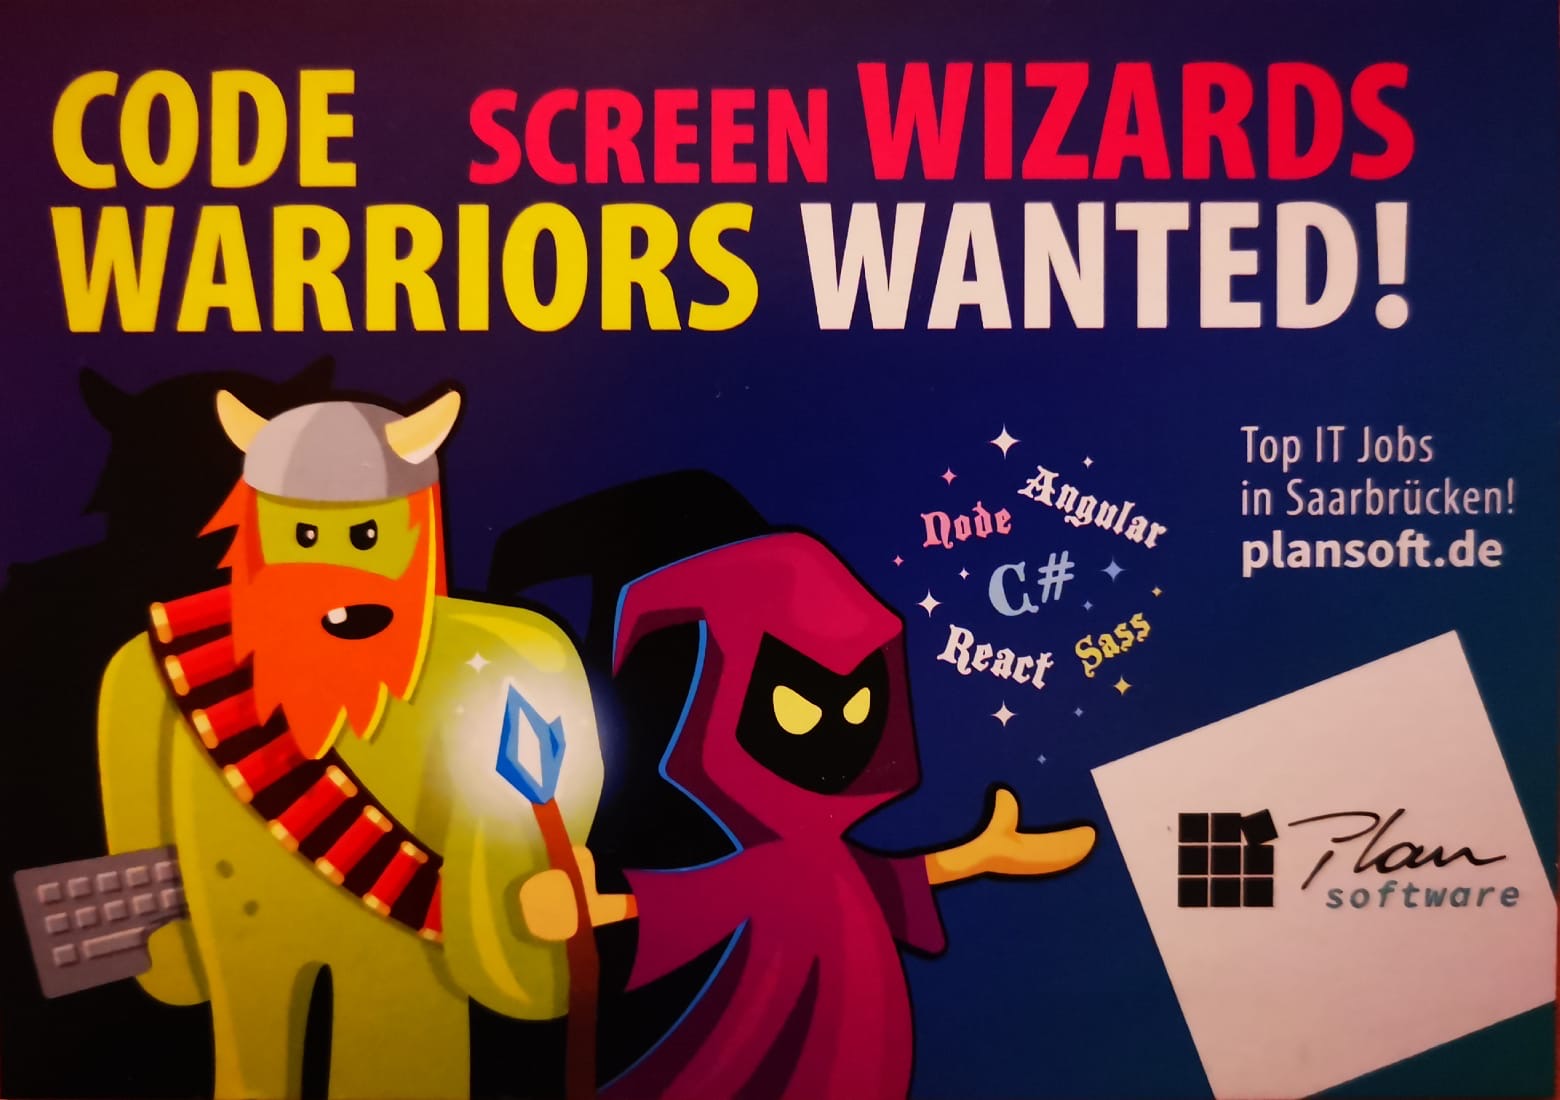 CODE
WARRIORS
SCREEN WIZARDS
WANTED!
Node
Angular
C#
React
Sass
Top IT Jobs
in Saarbrücken!
plansoft.de
Plan
software